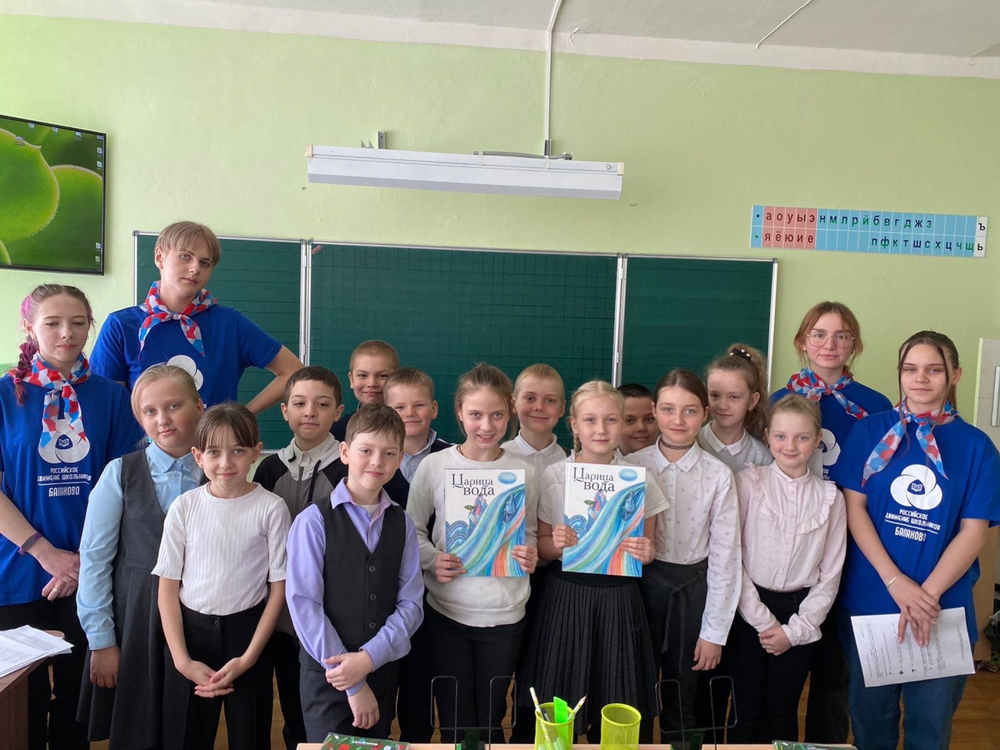 а о у ы э н м л р й б в г д ж з ъ
я ё ю и е п ф к т ш с х ц ч щ ь
РОССИЙСКОЕ
ДВИЖЕНИЕ ШКОЛЬНИКОВ
БАЛАКОВО
Царица
вода
Царица
вода
РОССИЙСКОЕ
ДВИЖЕНИЕ ШКОЛЬНИКОВ
БАЛАКОВО